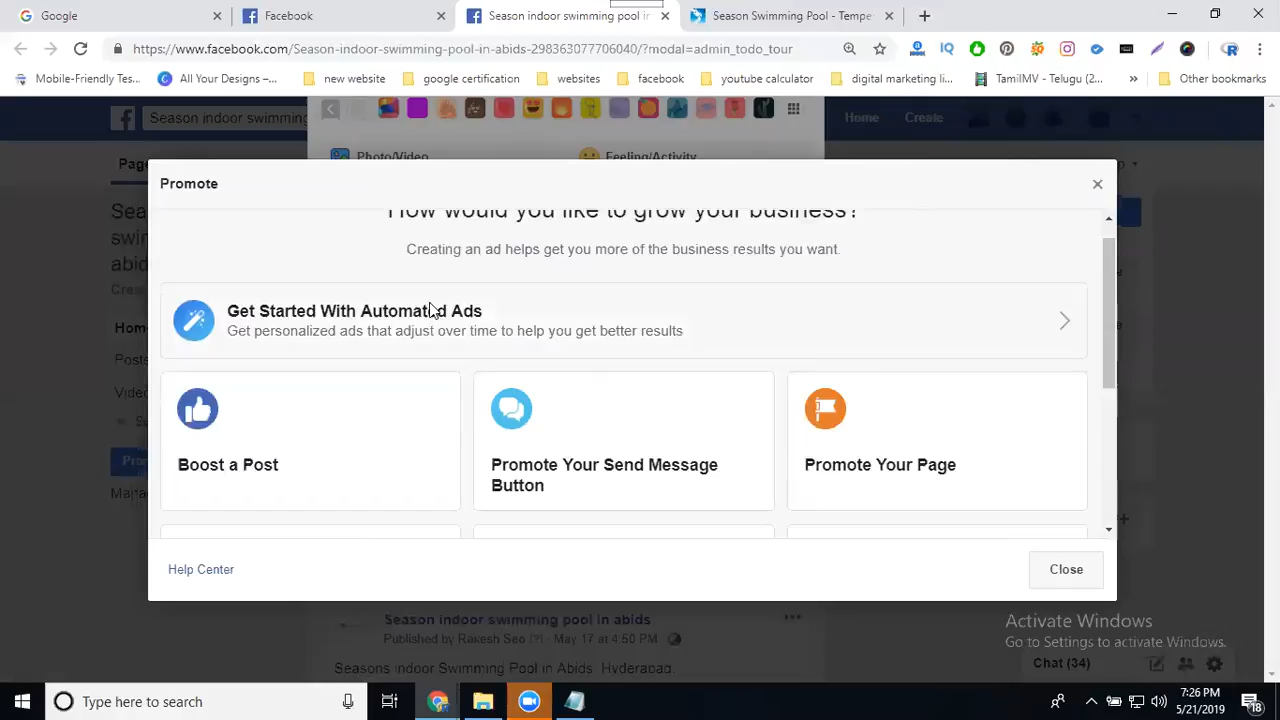 Google
Facebook
Season indoor swimming pool in
Season Swimming Pool - Tempe
https://www.facebook.com/Season-indoor-swimming-pool-in-abids-298363077706040/?modal=admin_todo_tour
Mobile-Friendly Tes...
All Your Designs –...
new website
google certification
websites
facebook
youtube calculator
digital marketing li...
TamilMV - Telugu (2...
»
Other bookmarks
Season indoor swimming
Home
Create
Photo/Video
Feeling/Activity
Promote
How would you like to grow your business?
Creating an ad helps get you more of the business results you want.
Get Started With Automated Ads
Get personalized ads that adjust over time to help you get better results
Boost a Post
Promote Your Send Message
Button
Promote Your Page
Help Center
Close
Season indoor swimming pool in abids
Published by Rakesh Seo [?] · May 17 at 4:50 PM
Seasons indoor Swimming Pool in Abids, Hyderabad.
Activate Windows
Go to Settings to activate Windows.
Chat (34)
Type here to search
7:26 PM
5/21/2019
18